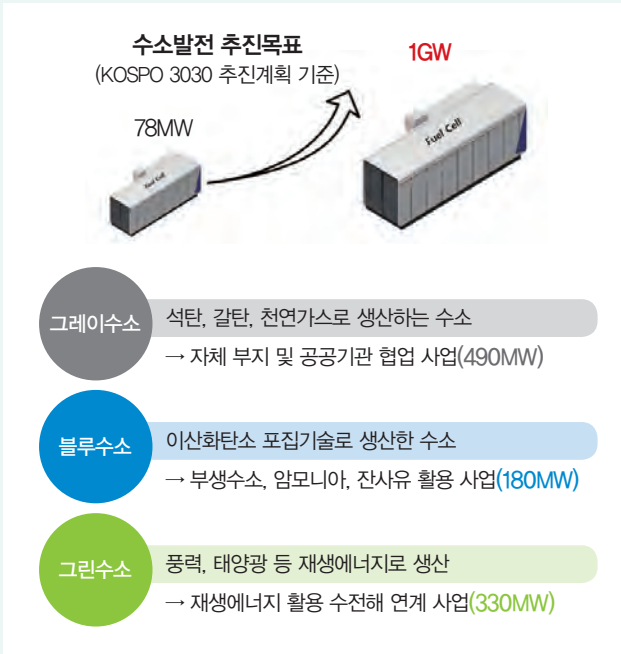 수소발전 추진목표
(KOSPO 3030 추진계획 기준)
1GW
78MW
Fuel Cell
Fuel Cell
그레이수소
석탄, 갈탄, 천연가스로 생산하는 수소
→ 자체 부지 및 공공기관 협업 사업(490MW)
블루수소
이산화탄소 포집기술로 생산한 수소
→ 부생수소, 암모니아, 잔사유 활용 사업(180MW)
그린수소
풍력, 태양광 등 재생에너지로 생산
→ 재생에너지 활용 수전해 연계 사업(330MW)